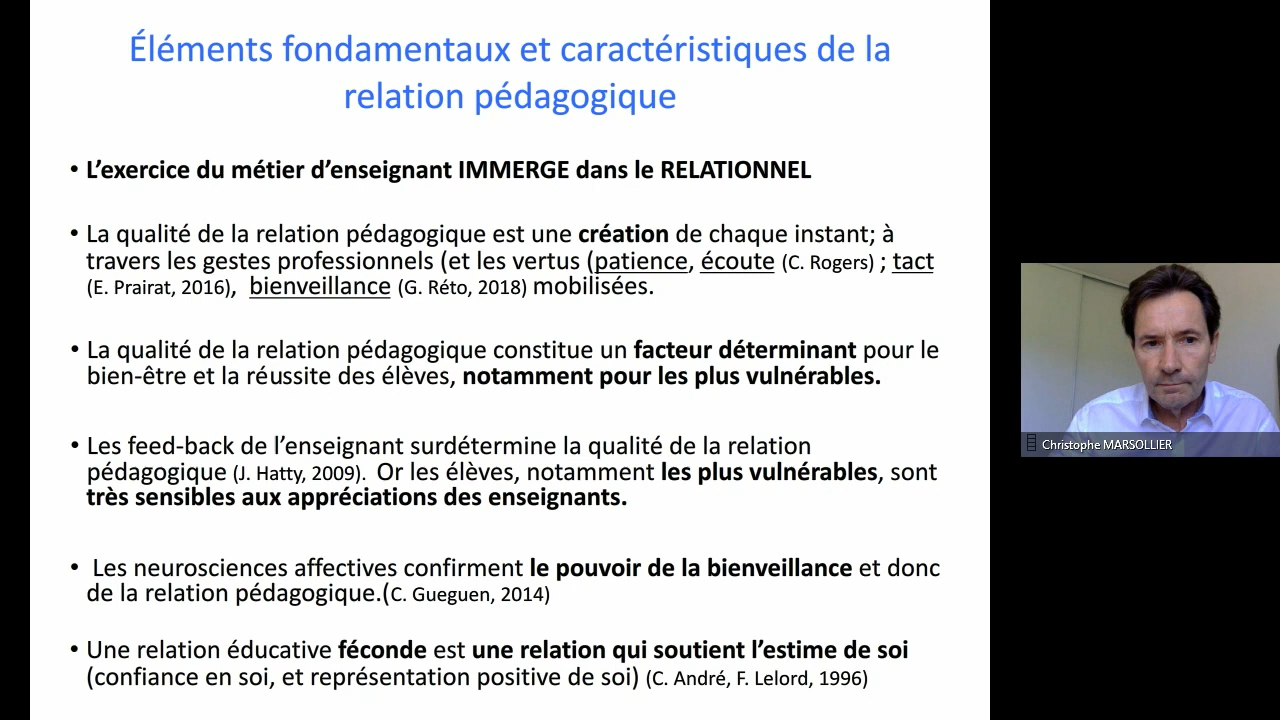 Éléments fondamentaux et caractéristiques de la
relation pédagogique
• L’exercice du métier d’enseignant IMMERGE dans le RELATIONNEL
• La qualité de la relation pédagogique est une création de chaque instant; à
travers les gestes professionnels (et les vertus (patience, écoute (C. Rogers) ; tact
(E. Prairat, 2016), bienveillance (G. Réto, 2018) mobilisées.
• La qualité de la relation pédagogique constitue un facteur déterminant pour le
bien-être et la réussite des élèves, notamment pour les plus vulnérables.
• Les feed-back de l’enseignant surdétermine la qualité de la relation
pédagogique (J. Hatty, 2009). Or les élèves, notamment les plus vulnérables, sont
très sensibles aux appréciations des enseignants.
• Les neurosciences affectives confirment le pouvoir de la bienveillance et donc
de la relation pédagogique.(C. Gueguen, 2014)
• Une relation éducative féconde est une relation qui soutient l’estime de soi
(confiance en soi, et représentation positive de soi) (C. André, F. Lelord, 1996)
Christophe MARSOLLIER